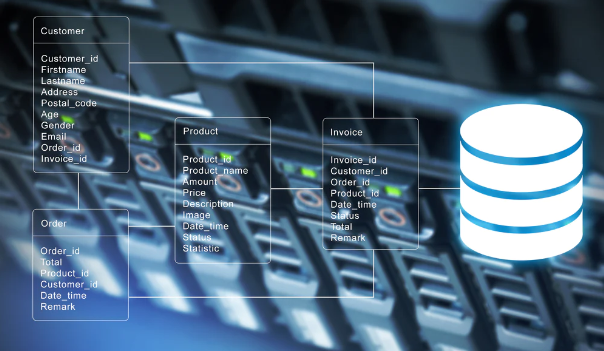 Customer
Customer_id
Firstname
Lastname
Address
Postal_code
Age
Gender
Email
Order_id
Invoice_id
Product
Product_id
Product_name
Amount
Price
Description
Image
Date_time
Status
Statistic
Invoice
Invoice_id
Customer_id
Order_id
Product_id
Date_time
Status
Total
Remark
Order
Order_id
Total
Product_id
Customer_id
Date_time
Remark